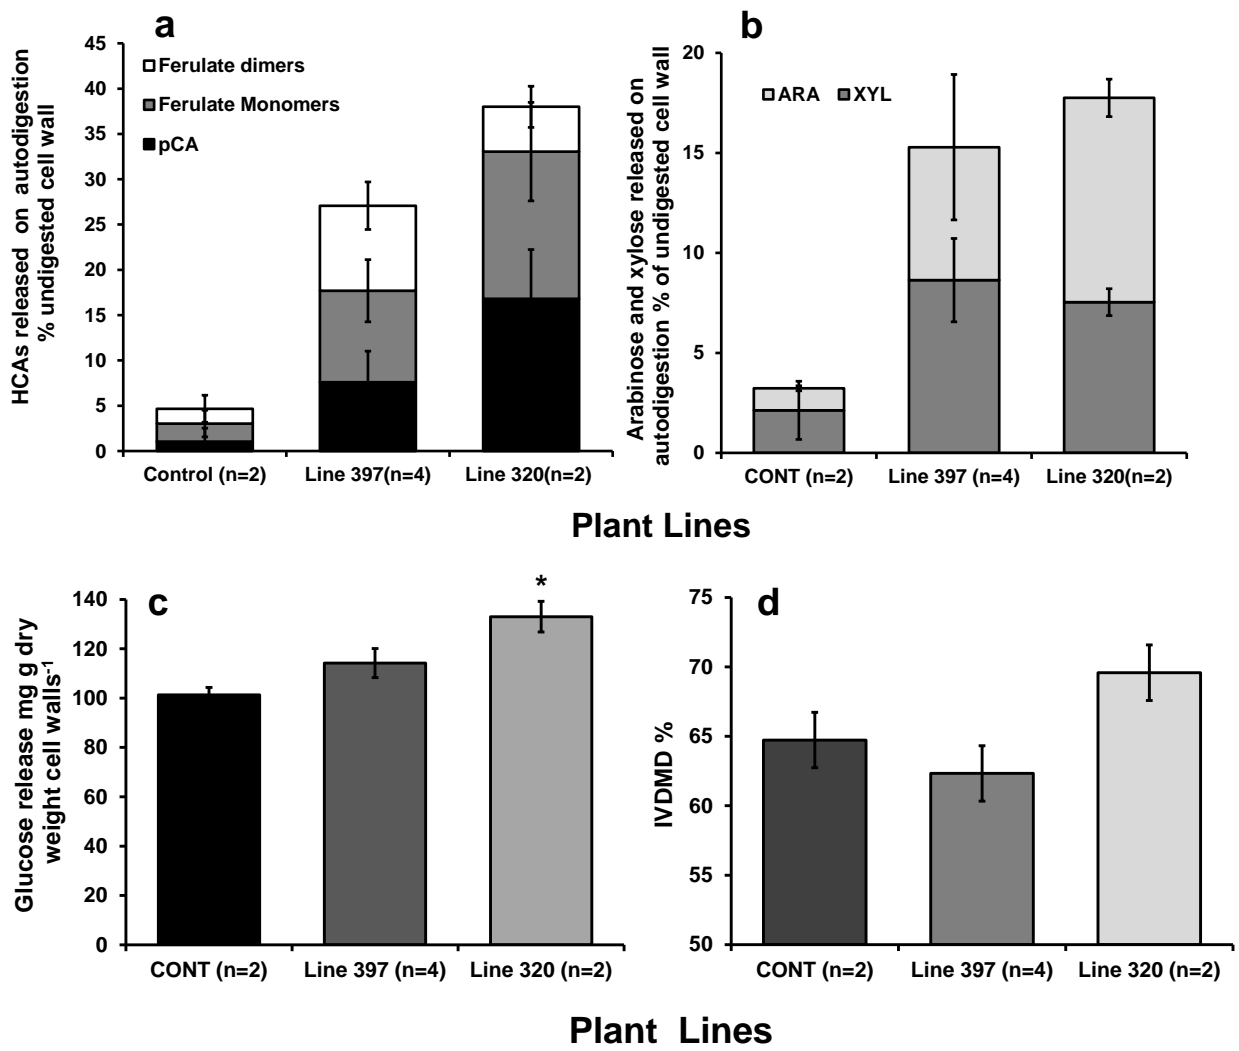 a
HCAs released on autodigestion
% undigested cell wall
45
40
35
30
25
20
15
10
5
0
Ferulate dimers
Ferulate Monomers
pCA
Control (n=2)
Line 397(n=4)
Line 320(n=2)
b
Arabinose and xylose released on
autodigestion % of undigested cell wall
20
15
10
5
0
ARA
XYL
CONT (n=2)
Line 397 (n=4)
Line 320(n=2)
Plant Lines
c
Glucose release mg g dry
weight cell walls-1
140
120
100
80
60
40
20
0
*
CONT (n=2)
Line 397 (n=4)
Line 320 (n=2)
d
IVDMD %
75
70
65
60
55
50
CONT (n=2)
Line 397 (n=4)
Line 320 (n=2)
Plant Lines